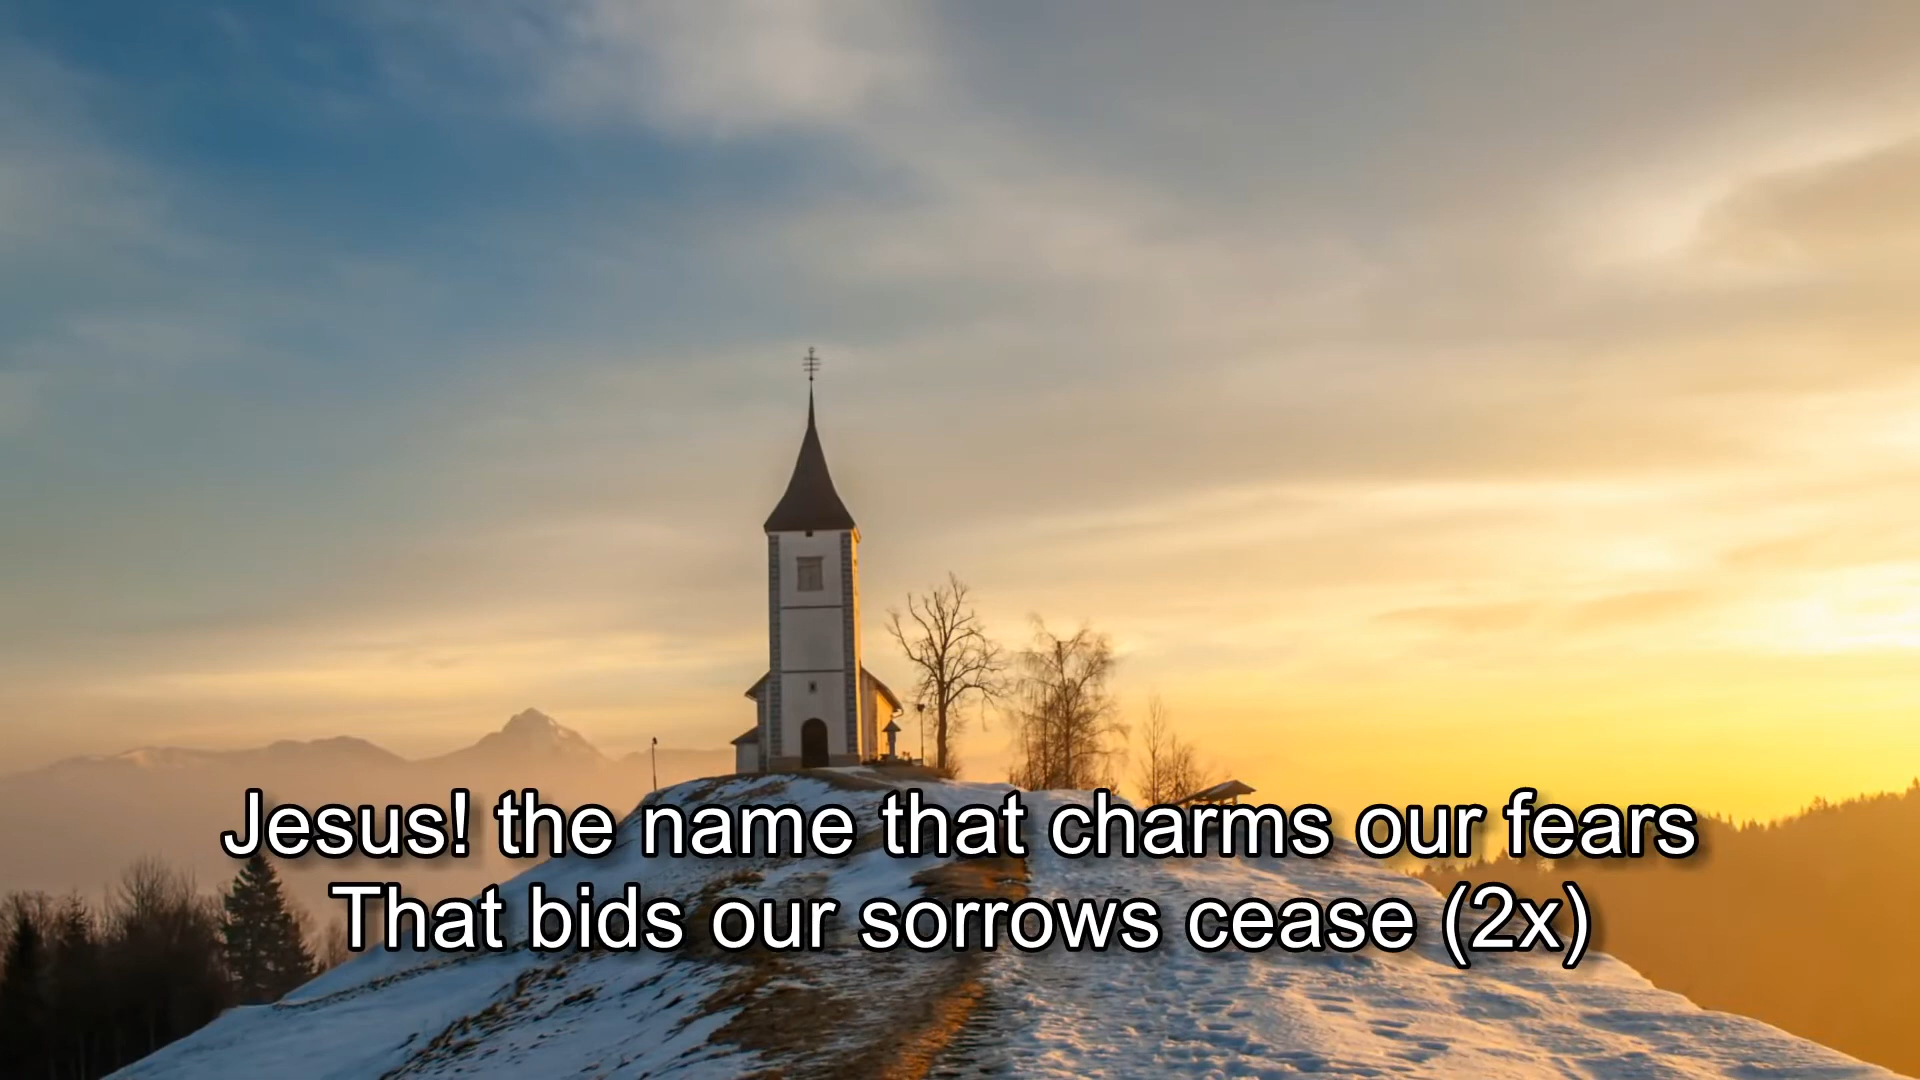 Jesus! the name that charms our fears
That bids our sorrows cease (2x)